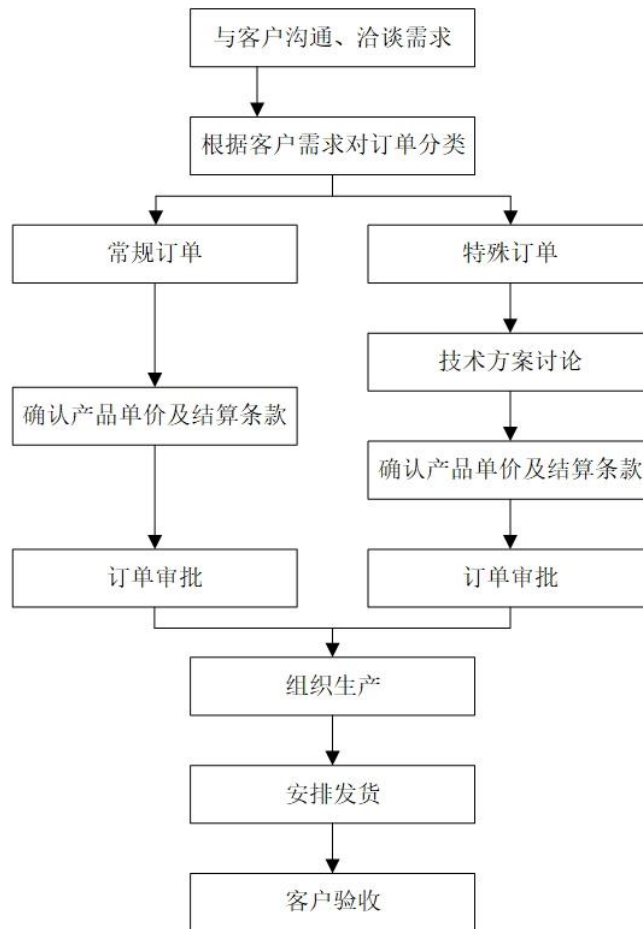 与客户沟通、洽谈需求
根据客户需求对订单分类
常规订单
特殊订单
技术方案讨论
确认产品单价及结算条款
确认产品单价及结算条款
订单审批
订单审批
组织生产
安排发货
客户验收